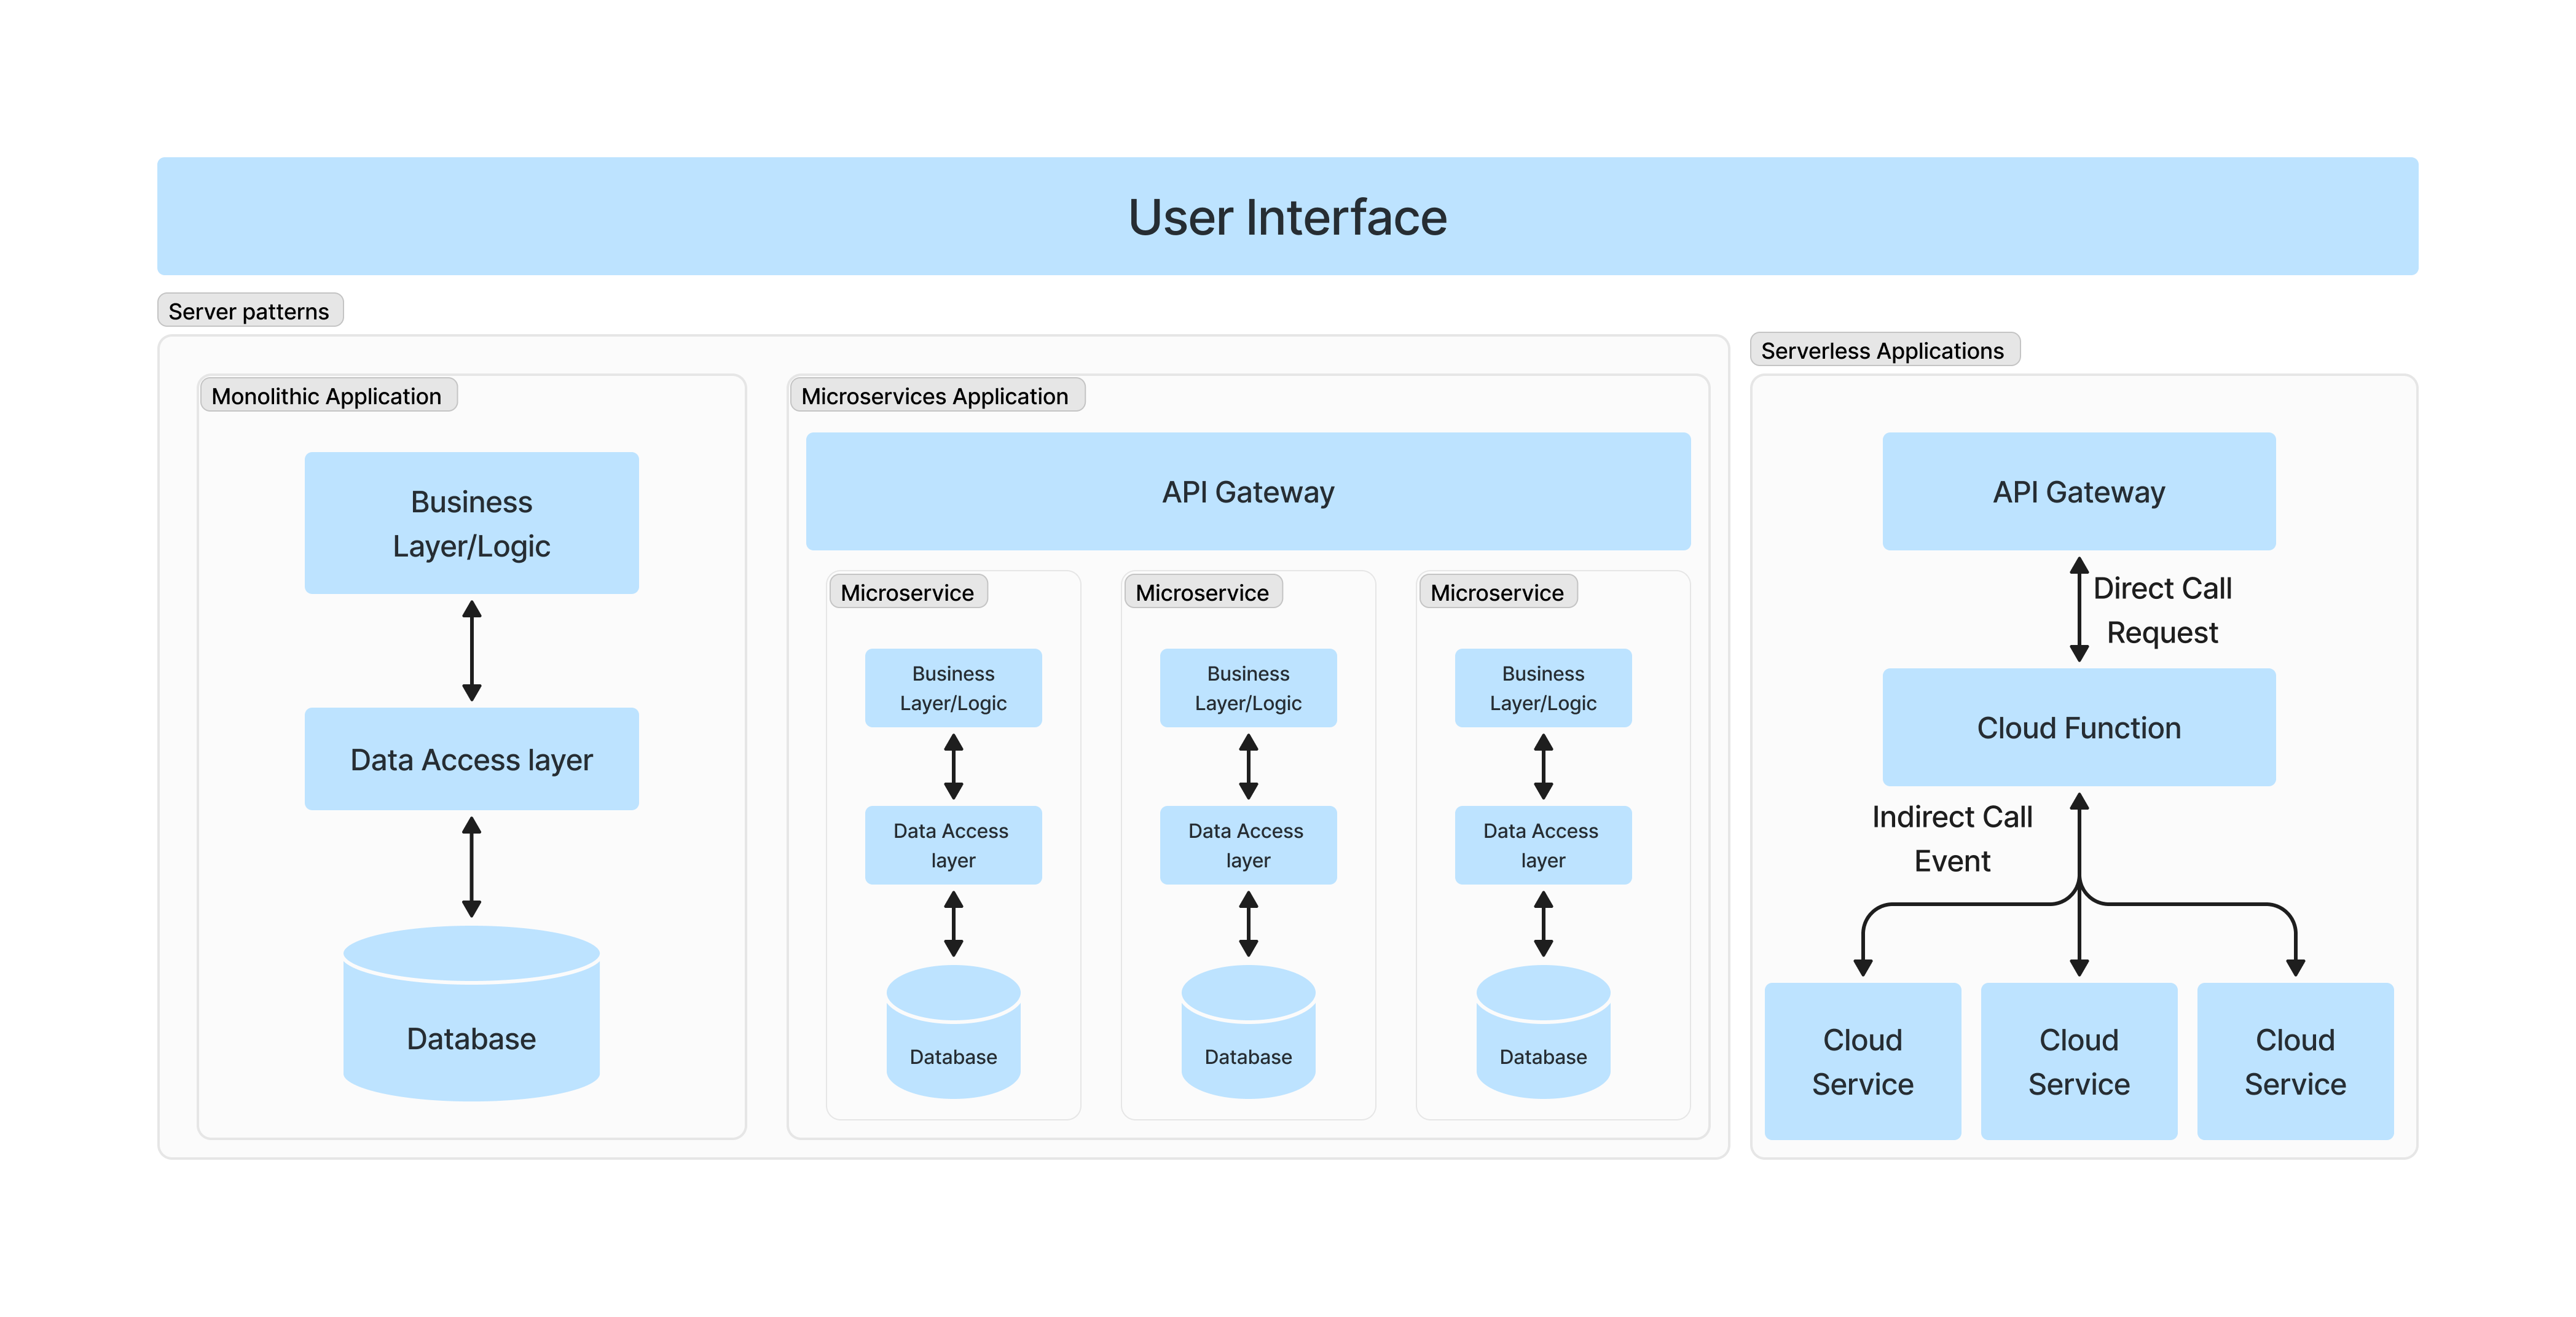 User Interface
Server patterns
Monolithic Application
Business
Layer/Logic
Data Access layer
Database
Microservices Application
API Gateway
Microservice
Business
Layer/Logic
Data Access
layer
Database
Microservice
Business
Layer/Logic
Data Access
layer
Database
Microservice
Business
Layer/Logic
Data Access
layer
Database
Serverless Applications
API Gateway
Direct Call
Request
Cloud Function
Indirect Call
Event
Cloud
Service
Cloud
Service
Cloud
Service